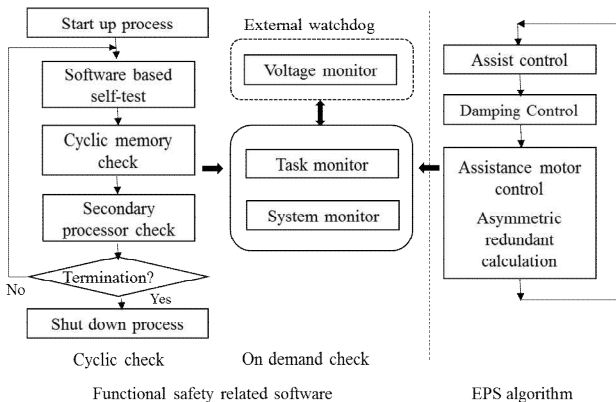 Start up process
Software based
self-test
Cyclic memory
check
Secondary
processor check
Termination?
No
Yes
Shut down process
Cyclic check
External watchdog
Voltage monitor
Task monitor
System monitor
On demand check
Functional safety related software
Assist control
Damping Control
Assistance motor
control
Asymmetric
redundant
calculation
EPS algorithm